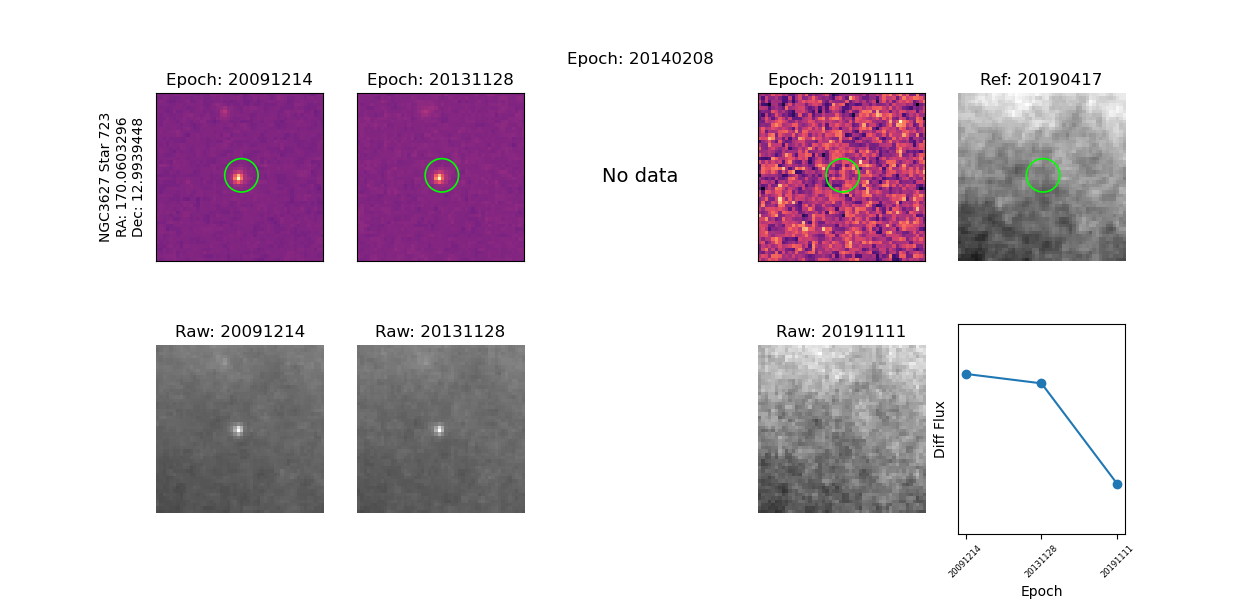 Epoch: 20140208
Epoch: 20091214
Epoch: 20131128
Epoch: 20191111
Ref: 20190417
NGC3627 Star 723
RA: 170.0603296
Dec: 12.9939448
No data
Raw: 20091214
Raw: 20131128
Raw: 20191111
Diff Flux
20091214
20131128
20191111
Epoch